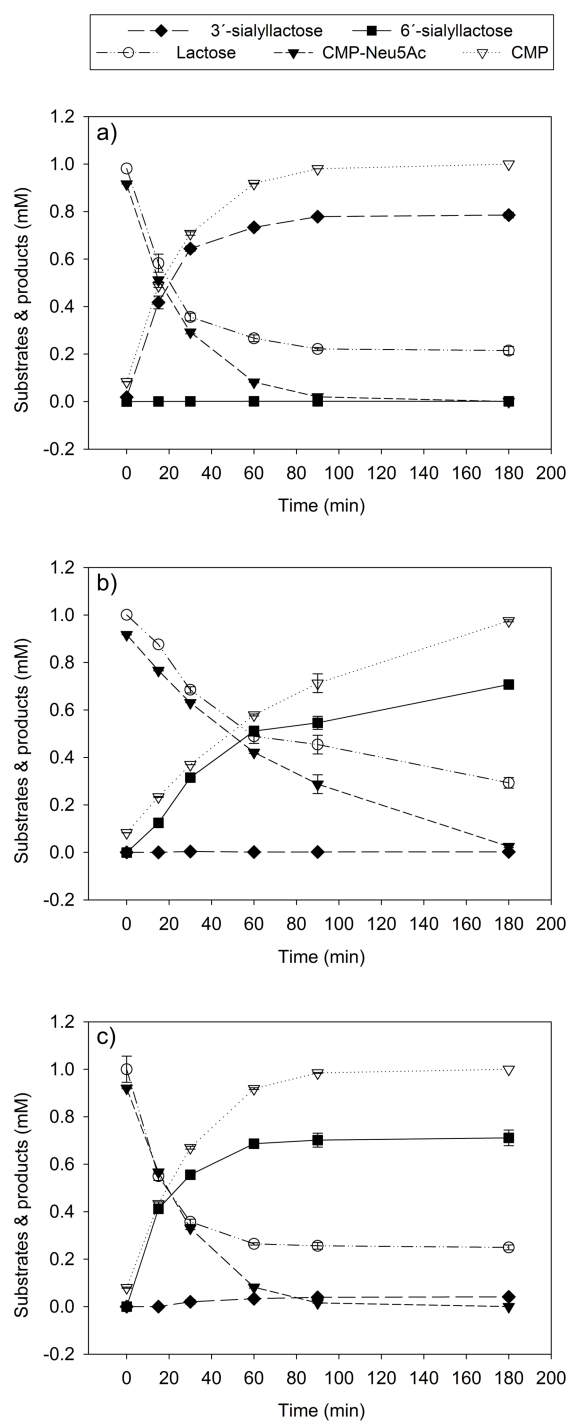 3´-sialyllactose 6´-sialyllactose
Lactose CMP-Neu5Ac CMP
a)
1.2
1.0
0.8
0.6
0.4
0.2
0.0
-0.2
Substrates & products (mM)
0 20 40 60 80 100 120 140 160 180 200
Time (min)
b)
1.2
1.0
0.8
0.6
0.4
0.2
0.0
-0.2
Substrates & products (mM)
0 20 40 60 80 100 120 140 160 180 200
Time (min)
c)
1.2
1.0
0.8
0.6
0.4
0.2
0.0
-0.2
Substrates & products (mM)
0 20 40 60 80 100 120 140 160 180 200
Time (min)